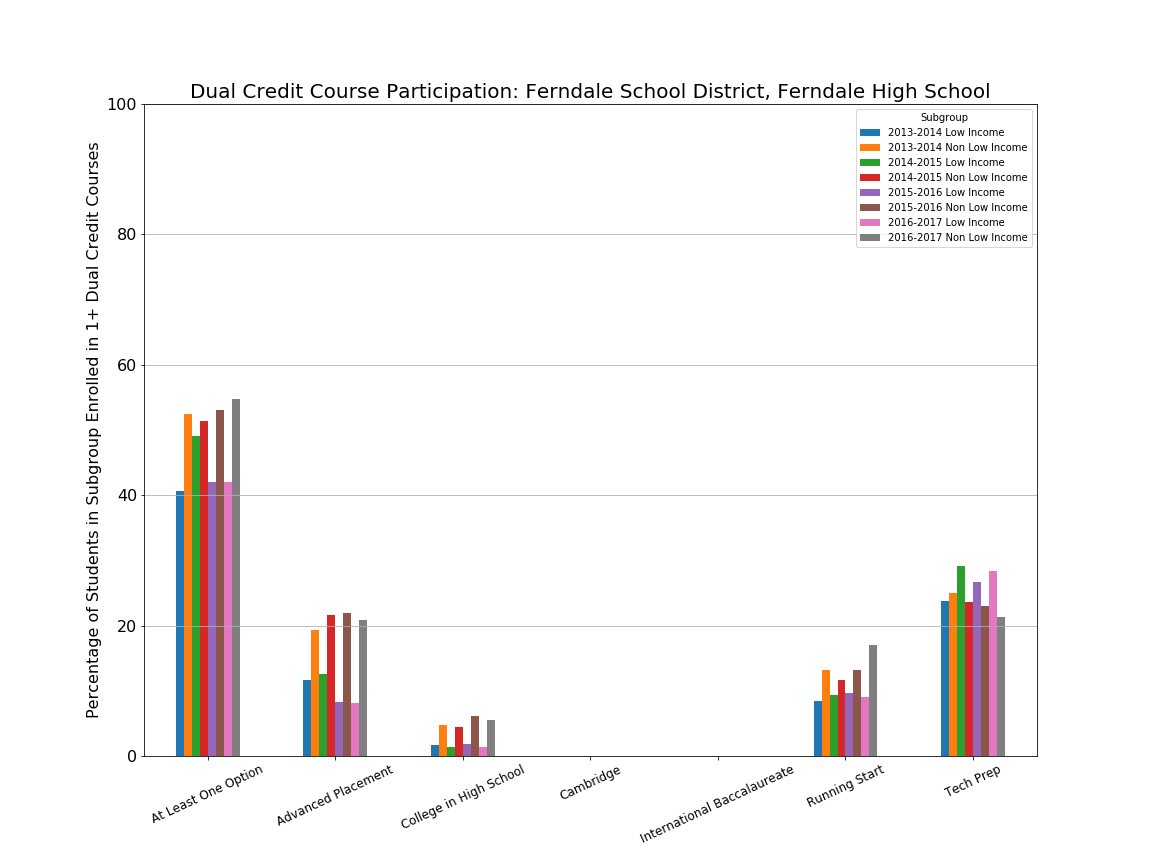 Dual Credit Course Participation: Ferndale School District, Ferndale High School
Percentage of Students in Subgroup Enrolled in 1+ Dual Credit Courses
100
80
60
40
20
0
Subgroup
2013-2014 Low Income
2013-2014 Non Low Income
2014-2015 Low Income
2014-2015 Non Low Income
2015-2016 Low Income
2015-2016 Non Low Income
2016-2017 Low Income
2016-2017 Non Low Income
At Least One Option
Advanced Placement
College in High School
Cambridge
International Baccalaureate
Running Start
Tech Prep